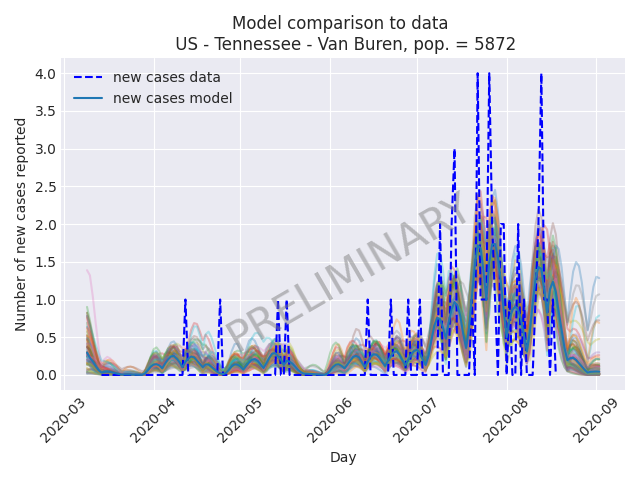 Model comparison to data
US - Tennessee - Van Buren, pop. = 5872
new cases data
new cases model
PRELIMINARY
Number of new cases reported
4.0
3.5
3.0
2.5
2.0
1.5
1.0
0.5
0.0
2020-03
2020-04
2020-05
2020-06
2020-07
2020-08
2020-09
Day